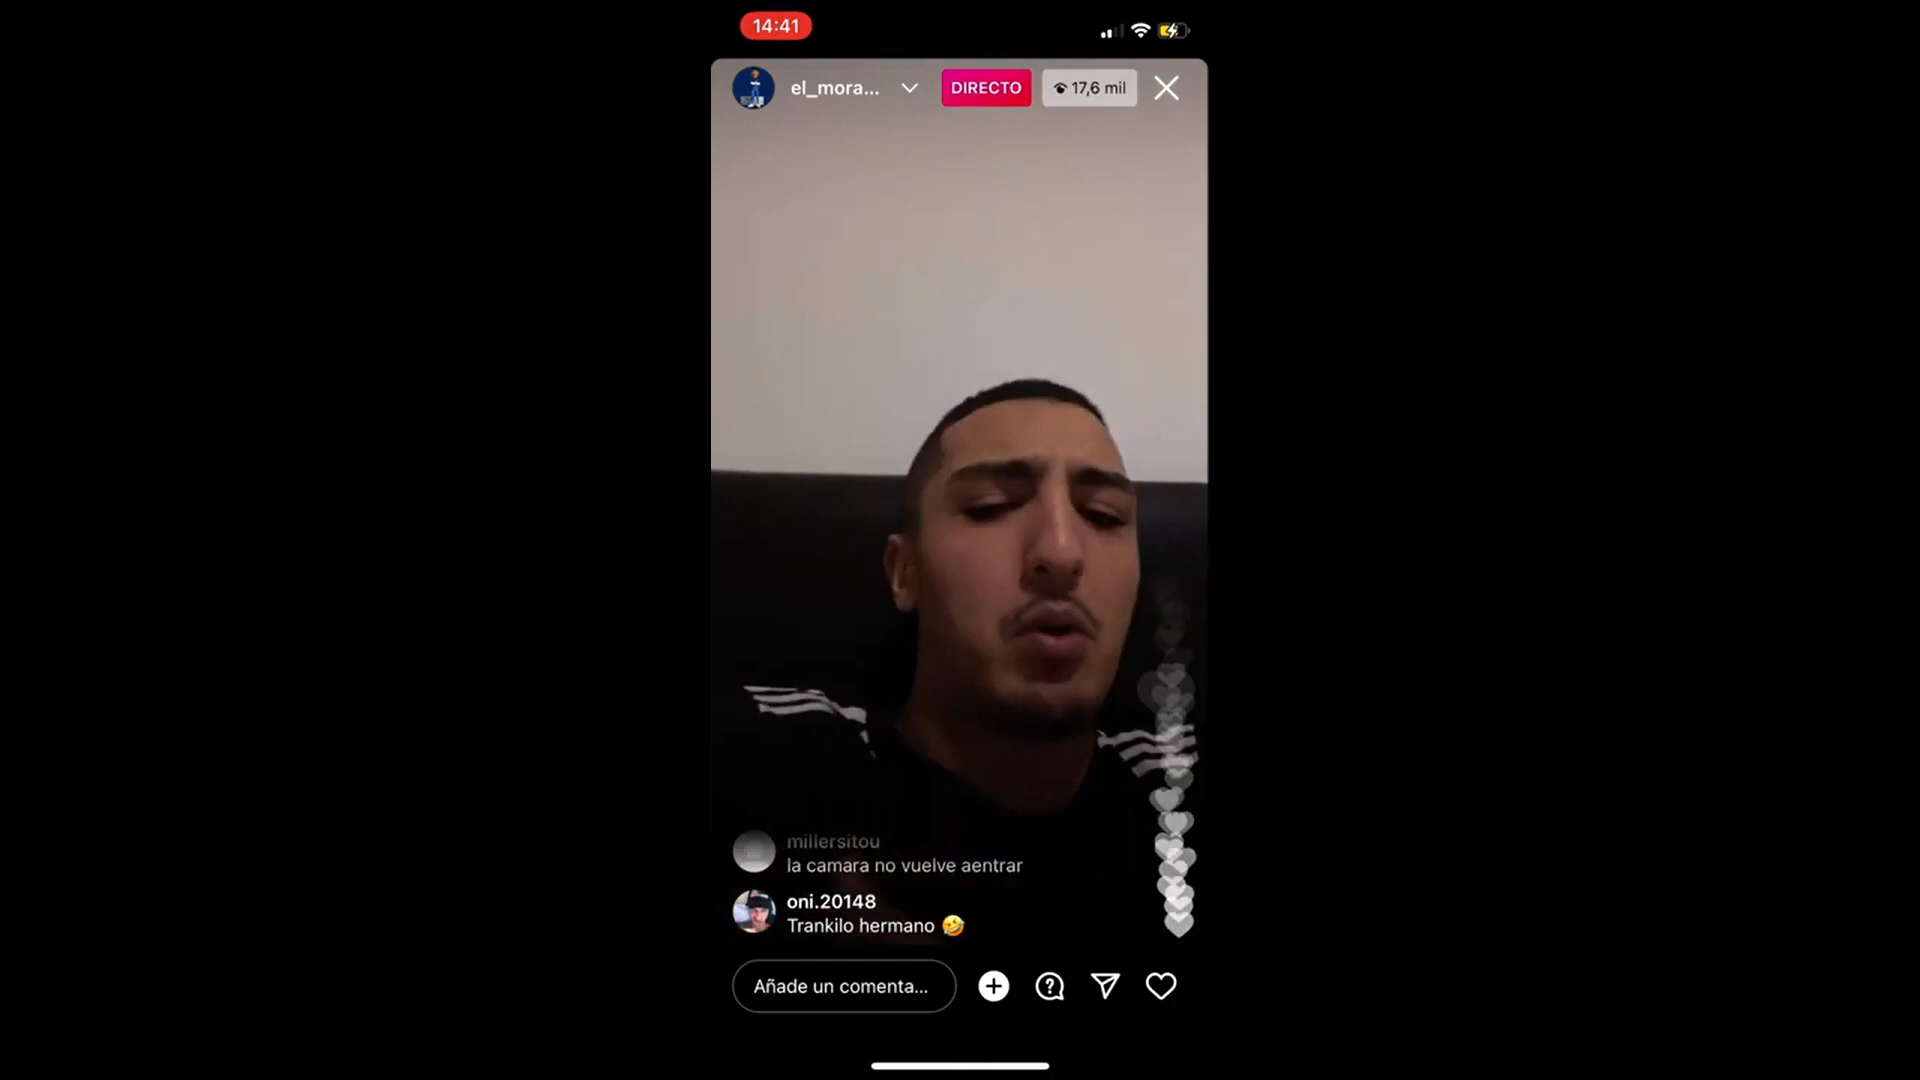 14:41
el_mora...
DIRECTO
17,6 mil
millersitou
la camara no vuelve aentrar
oni.20148
Trankilo hermano 🤣
Añade un comenta...